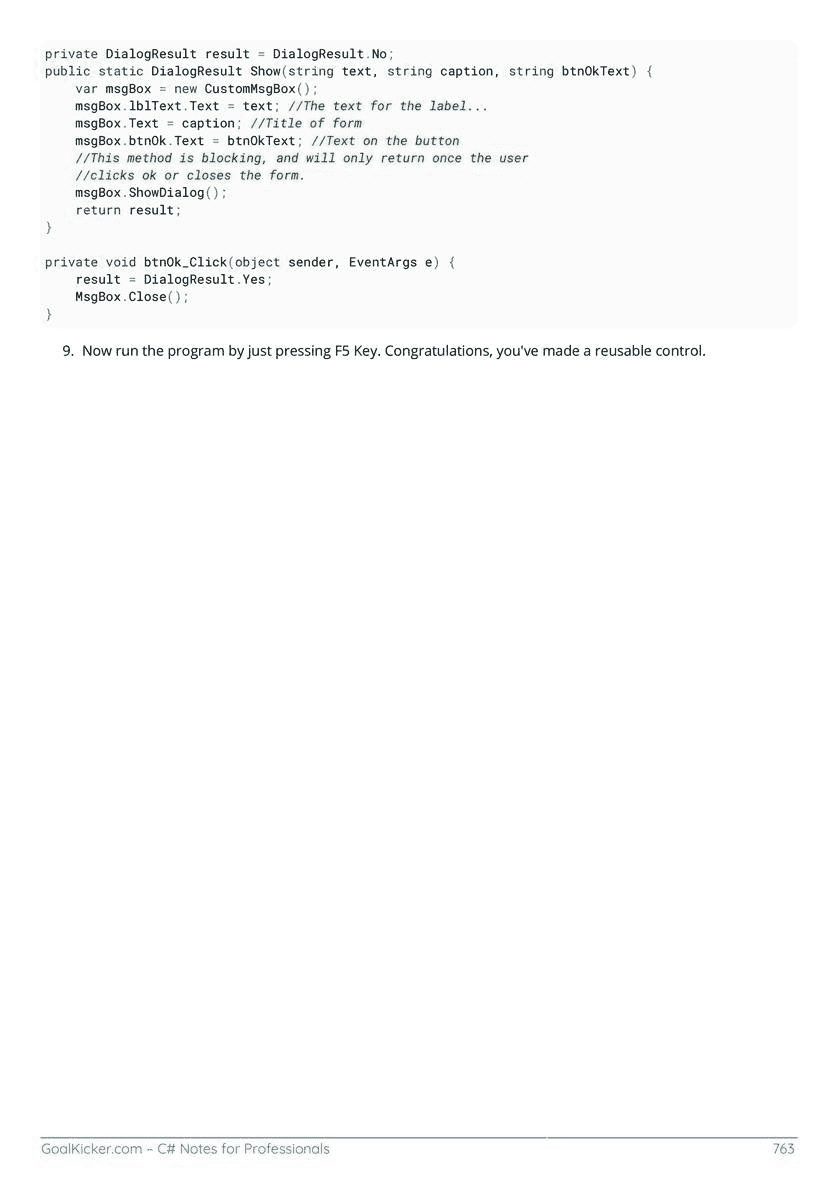 private DialogResult result = DialogResult.No;
public static DialogResult Show(string text, string caption, string btnOkText) {
    var msgBox = new CustomMsgBox();
    msgBox.lblText.Text = text; //The text for the label...
    msgBox.Text = caption; //Title of form
    msgBox.btnOk.Text = btnOkText; //Text on the button
    //This method is blocking, and will only return once the user
    //clicks ok or closes the form.
    msgBox.ShowDialog();
    return result;
}

private void btnOk_Click(object sender, EventArgs e) {
    result = DialogResult.Yes;
    MsgBox.Close();
}
9. Now run the program by just pressing F5 Key. Congratulations, you've made a reusable control.
GoalKicker.com – C# Notes for Professionals 763